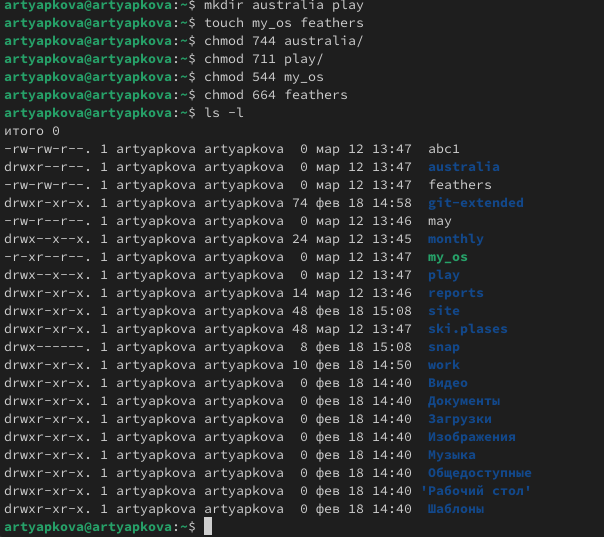 artyapkova@artyapkova:~$ mkdir australia play
artyapkova@artyapkova:~$ touch my_os feathers
artyapkova@artyapkova:~$ chmod 744 australia/
artyapkova@artyapkova:~$ chmod 711 play/
artyapkova@artyapkova:~$ chmod 544 my_os
artyapkova@artyapkova:~$ chmod 664 feathers
artyapkova@artyapkova:~$ ls -l
итого 0
-rw-rw-r--. 1 artyapkova artyapkova  0 мар 12 13:47  abc1
drwxr--r--. 1 artyapkova artyapkova  0 мар 12 13:47  australia
-rw-rw-r--. 1 artyapkova artyapkova  0 мар 12 13:47  feathers
drwxr-xr-x. 1 artyapkova artyapkova 74 фев 18 14:58  git-extended
-rw-r--r--. 1 artyapkova artyapkova  0 мар 12 13:46  may
drwx--x--x. 1 artyapkova artyapkova 24 мар 12 13:45  monthly
-r-xr--r--. 1 artyapkova artyapkova  0 мар 12 13:47  my_os
drwx--x--x. 1 artyapkova artyapkova  0 мар 12 13:47  play
drwxr-xr-x. 1 artyapkova artyapkova 14 мар 12 13:46  reports
drwxr-xr-x. 1 artyapkova artyapkova 48 фев 18 15:08  site
drwxr-xr-x. 1 artyapkova artyapkova 48 мар 12 13:47  ski.plases
drwx------. 1 artyapkova artyapkova  8 фев 18 15:08  snap
drwxr-xr-x. 1 artyapkova artyapkova 10 фев 18 14:50  work
drwxr-xr-x. 1 artyapkova artyapkova  0 фев 18 14:40  Видео
drwxr-xr-x. 1 artyapkova artyapkova  0 фев 18 14:40  Документы
drwxr-xr-x. 1 artyapkova artyapkova  0 фев 18 14:40  Загрузки
drwxr-xr-x. 1 artyapkova artyapkova  0 фев 18 14:40  Изображения
drwxr-xr-x. 1 artyapkova artyapkova  0 фев 18 14:40  Музыка
drwxr-xr-x. 1 artyapkova artyapkova  0 фев 18 14:40  Общедоступные
drwxr-xr-x. 1 artyapkova artyapkova  0 фев 18 14:40 'Рабочий стол'
drwxr-xr-x. 1 artyapkova artyapkova  0 фев 18 14:40  Шаблоны
artyapkova@artyapkova:~$